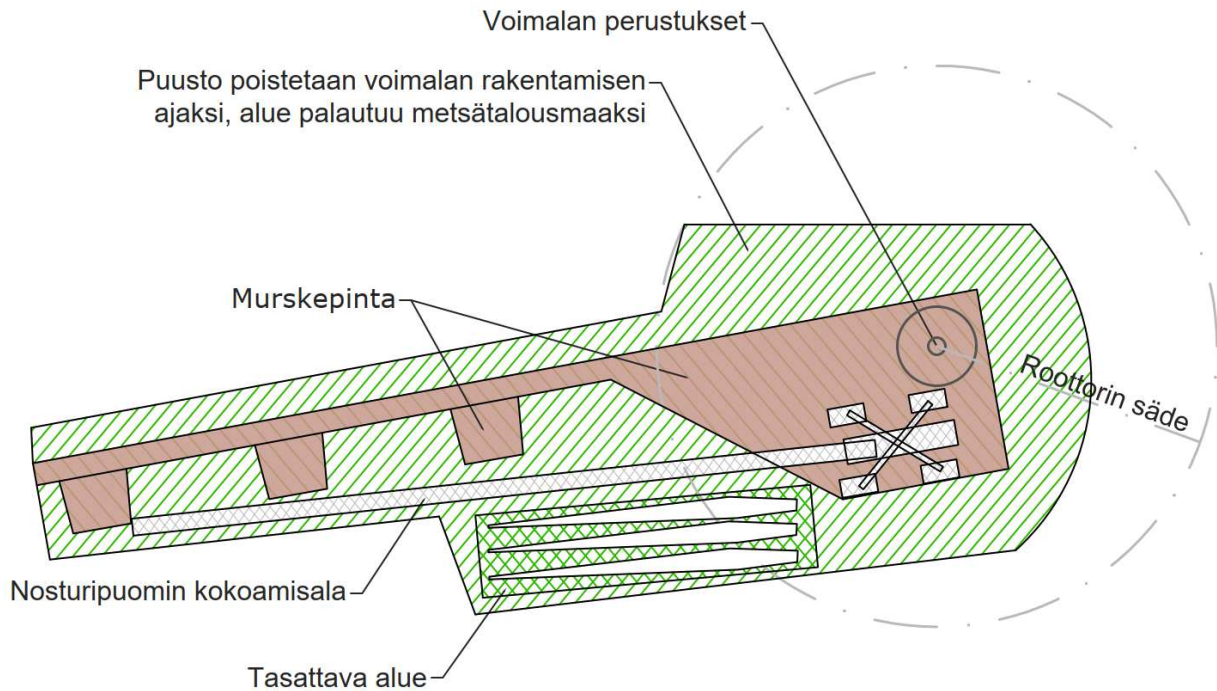 Voimalan perustukset
Puusto poistetaan voimalan rakentamisen
ajaksi, alue palautuu metsätalousmaaksi
Murskepinta
Roottorin säde
Nosturipuomin kokoamisala
Tasattava alue